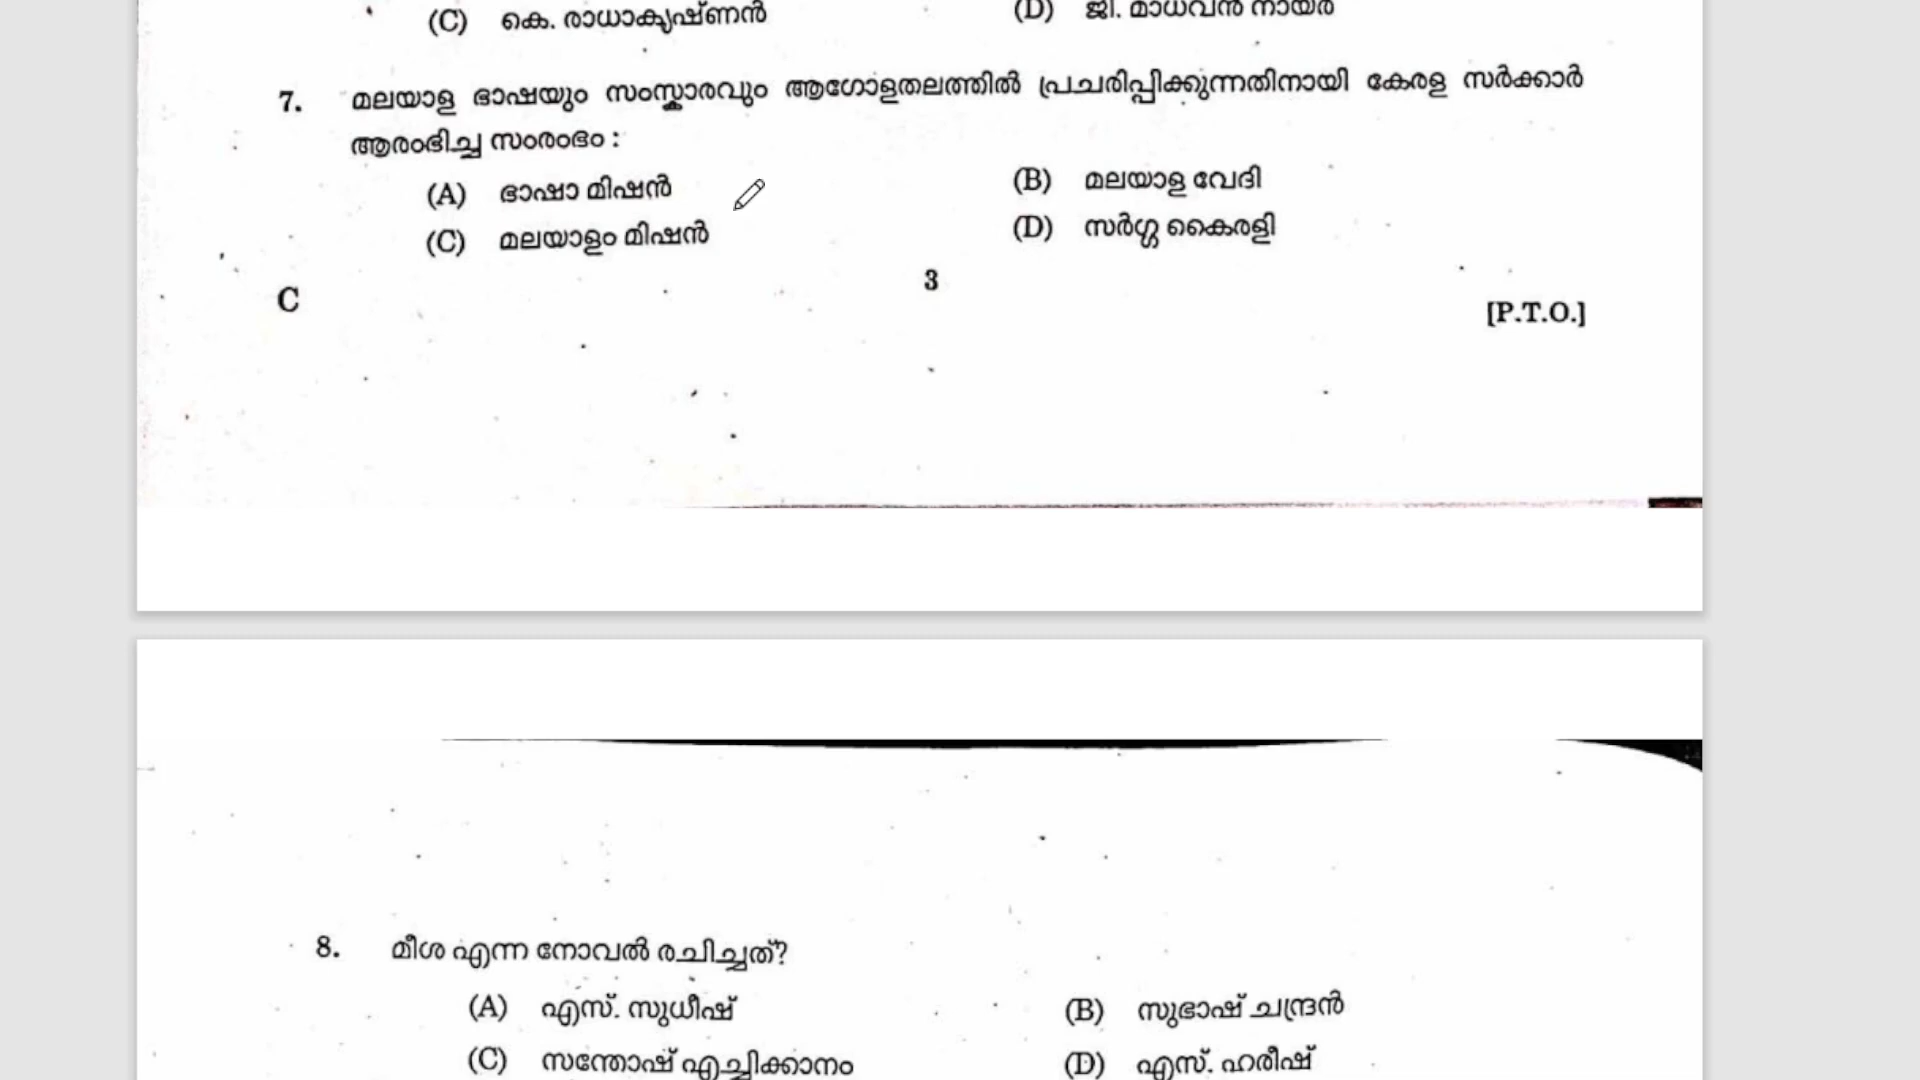 (C) കെ. രാധാകൃഷ്ണൻ (D) ജി. മാധവൻ നായർ
7. മലയാള ഭാഷയും സംസ്കാരവും ആഗോളതലത്തിൽ പ്രചരിപ്പിക്കുന്നതിനായി കേരള സർക്കാർ
ആരംഭിച്ച സംരംഭം :
(A) ഭാഷാ മിഷൻ (B) മലയാള വേദി
(C) മലയാളം മിഷൻ (D) സർഗ്ഗ കൈരളി
C 3 [P.T.O.]
8. മീശ എന്ന നോവൽ രചിച്ചത്?
(A) എസ്. സുധീഷ് (B) സുഭാഷ് ചന്ദ്രൻ
(C) സന്തോഷ് എച്ചിക്കാനം (D) എസ്. ഹരീഷ്